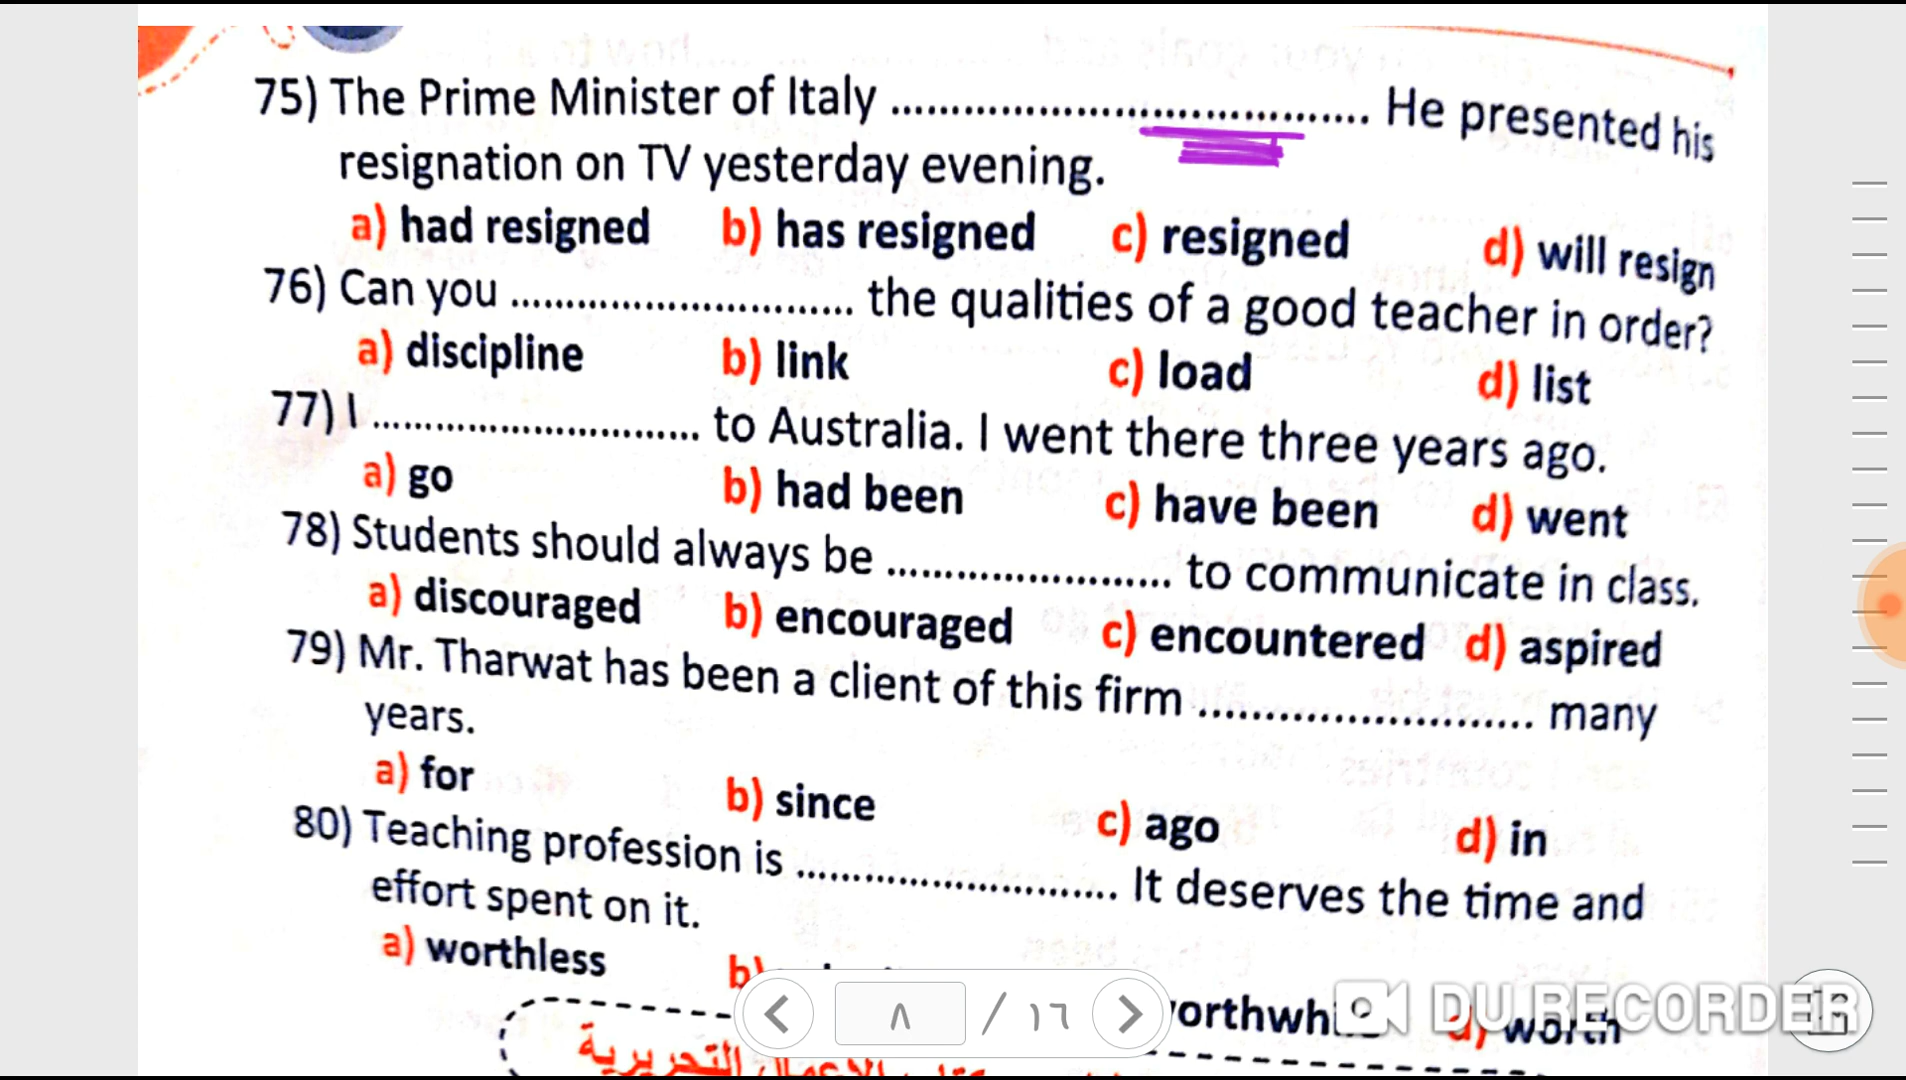 75) The Prime Minister of Italy ........................................ He presented his
resignation on TV yesterday evening.
a) had resigned b) has resigned c) resigned d) will resign
76) Can you .............................. the qualities of a good teacher in order?
a) discipline b) link c) load d) list
77) I .............................. to Australia. I went there three years ago.
a) go b) had been c) have been d) went
78) Students should always be .......................... to communicate in class.
a) discouraged b) encouraged c) encountered d) aspired
79) Mr. Tharwat has been a client of this firm .............................. many
years.
a) for b) since c) ago d) in
80) Teaching profession is .............................. It deserves the time and
effort spent on it.
a) worthless b) d) worth
٨ / ١٦
DU RECORDER
التحريرية